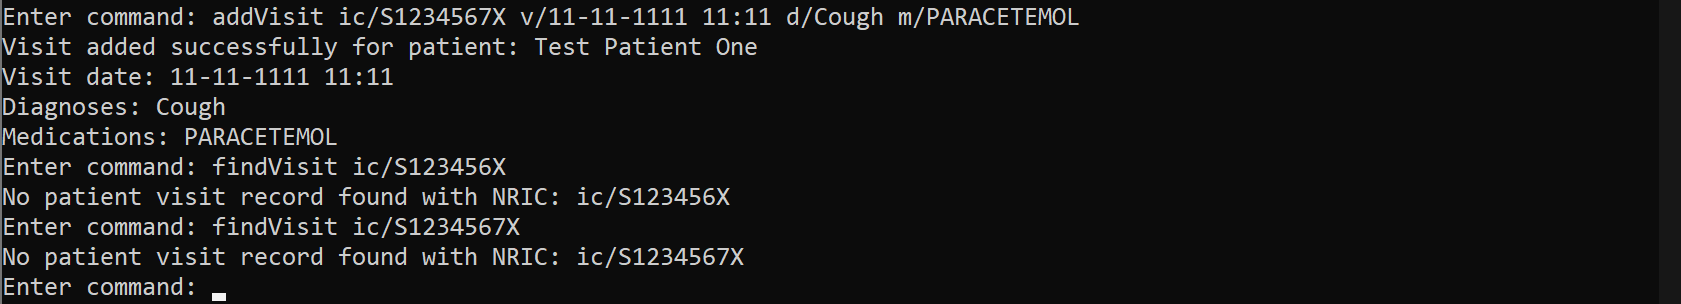 Enter command: addVisit ic/S1234567X v/11-11-1111 11:11 d/Cough m/PARACETEMOL
Visit added successfully for patient: Test Patient One
Visit date: 11-11-1111 11:11
Diagnoses: Cough
Medications: PARACETEMOL
Enter command: findVisit ic/S123456X
No patient visit record found with NRIC: ic/S123456X
Enter command: findVisit ic/S1234567X
No patient visit record found with NRIC: ic/S1234567X
Enter command: